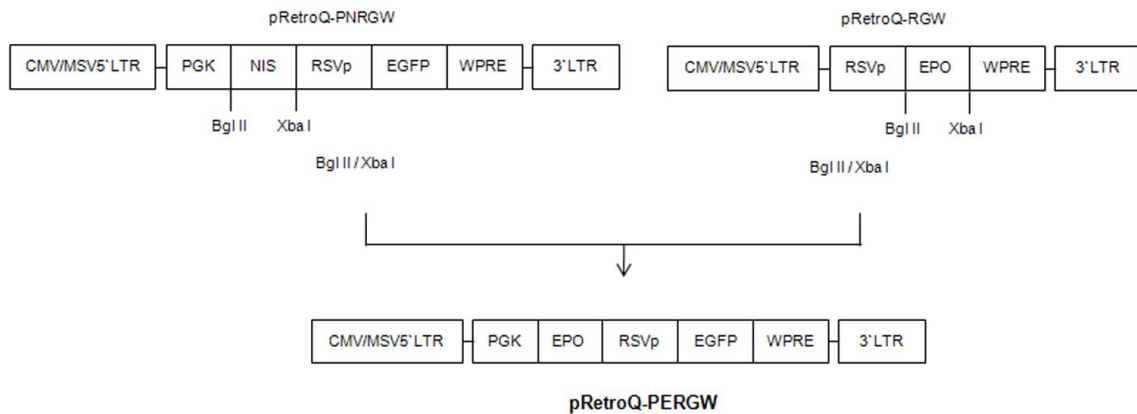 pRetroQ-PNRGW
CMV/MSV5`LTR PGK NIS RSVp EGFP WPRE 3`LTR
Bgl II Xba I
Bgl II / Xba I
pRetroQ-RGW
CMV/MSV5`LTR RSVp EPO WPRE 3`LTR
Bgl II Xba I
Bgl II / Xba I
CMV/MSV5`LTR PGK EPO RSVp EGFP WPRE 3`LTR
pRetroQ-PERGW